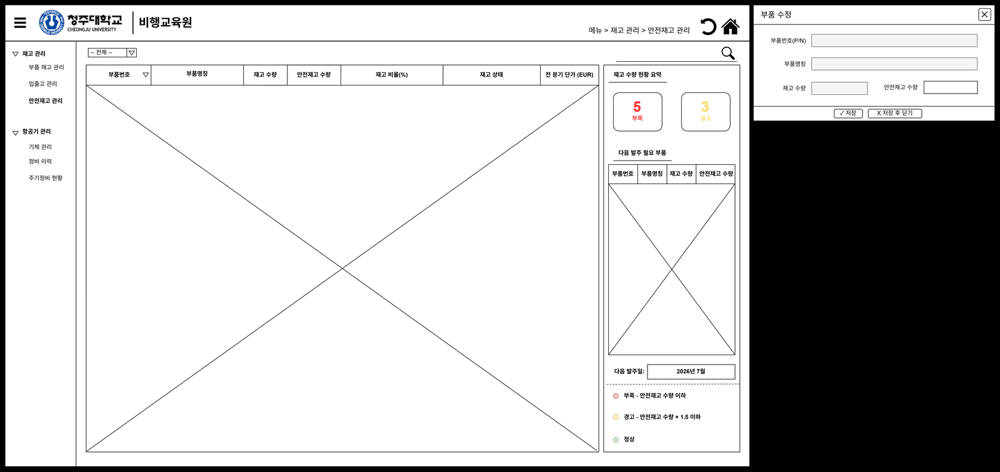 청주대학교
CHEONGJU UNIVERSITY
비행교육원
메뉴 > 재고 관리 > 안전재고 관리
재고 관리
부품 재고 관리
입출고 관리
안전재고 관리
항공기 관리
기체 관리
정비 이력
주기정비 현황
-- 전체 --
부품번호
부품명칭
재고 수량
안전재고 수량
재고 비율(%)
재고 상태
전 분기 단가 (EUR)
재고 수량 현황 요약
5
부족
3
경고
다음 발주 필요 부품
부품번호
부품명칭
재고 수량
안전재고 수량
다음 발주일:
2026년 7월
부족 - 안전재고 수량 이하
경고 - 안전재고 수량 × 1.5 이하
정상
부품 수정
부품번호(P/N)
부품명칭
재고 수량
안전재고 수량
✓ 저장
X 저장 후 닫기